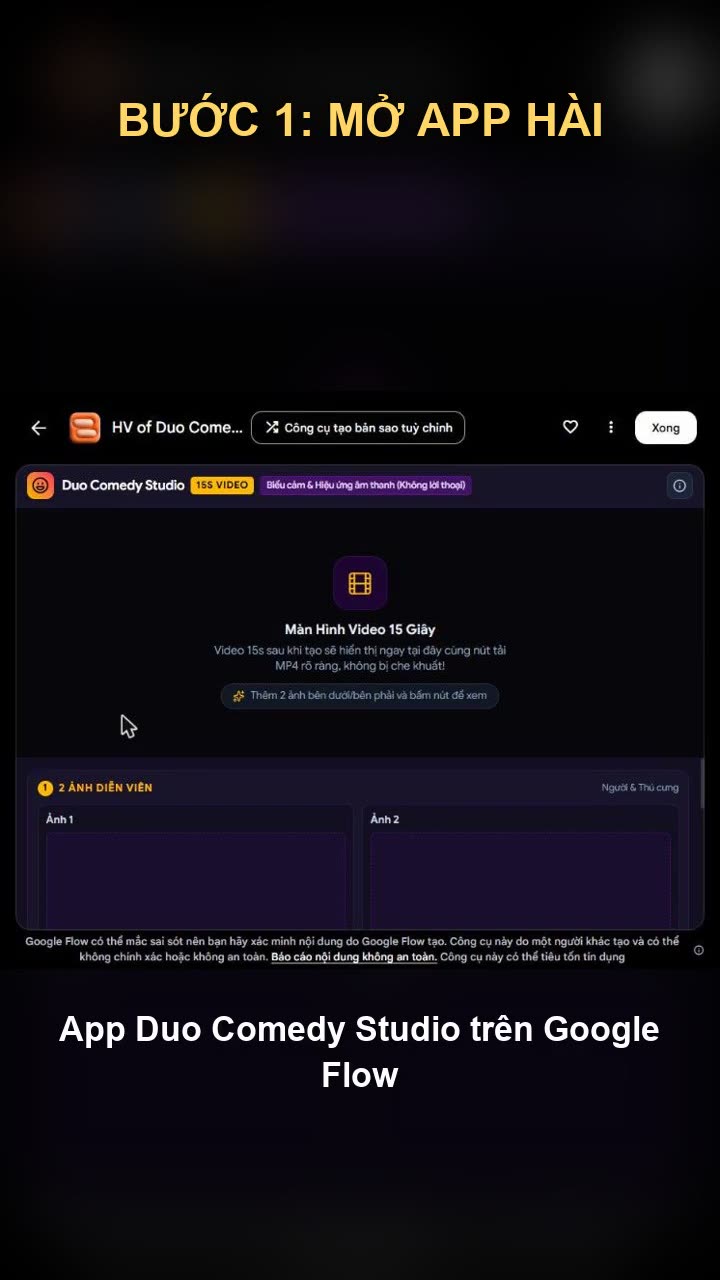 BƯỚC 1: MỞ APP HÀI
HV of Duo Come...
Công cụ tạo bản sao tuỳ chỉnh
Xong
Duo Comedy Studio
15S VIDEO
Biểu cảm & Hiệu ứng âm thanh (Không lời thoại)
Màn Hình Video 15 Giây
Video 15s sau khi tạo sẽ hiển thị ngay tại đây cùng nút tải
MP4 rõ ràng, không bị che khuất!
Thêm 2 ảnh bên dưới/bên phải và bấm nút để xem
1 2 ẢNH DIỄN VIÊN
Người & Thú cưng
Ảnh 1
Ảnh 2
Google Flow có thể mắc sai sót nên bạn hãy xác minh nội dung do Google Flow tạo. Công cụ này do một người khác tạo và có thể
không chính xác hoặc không an toàn. Báo cáo nội dung không an toàn. Công cụ này có thể tiêu tốn tín dụng
App Duo Comedy Studio trên Google
Flow